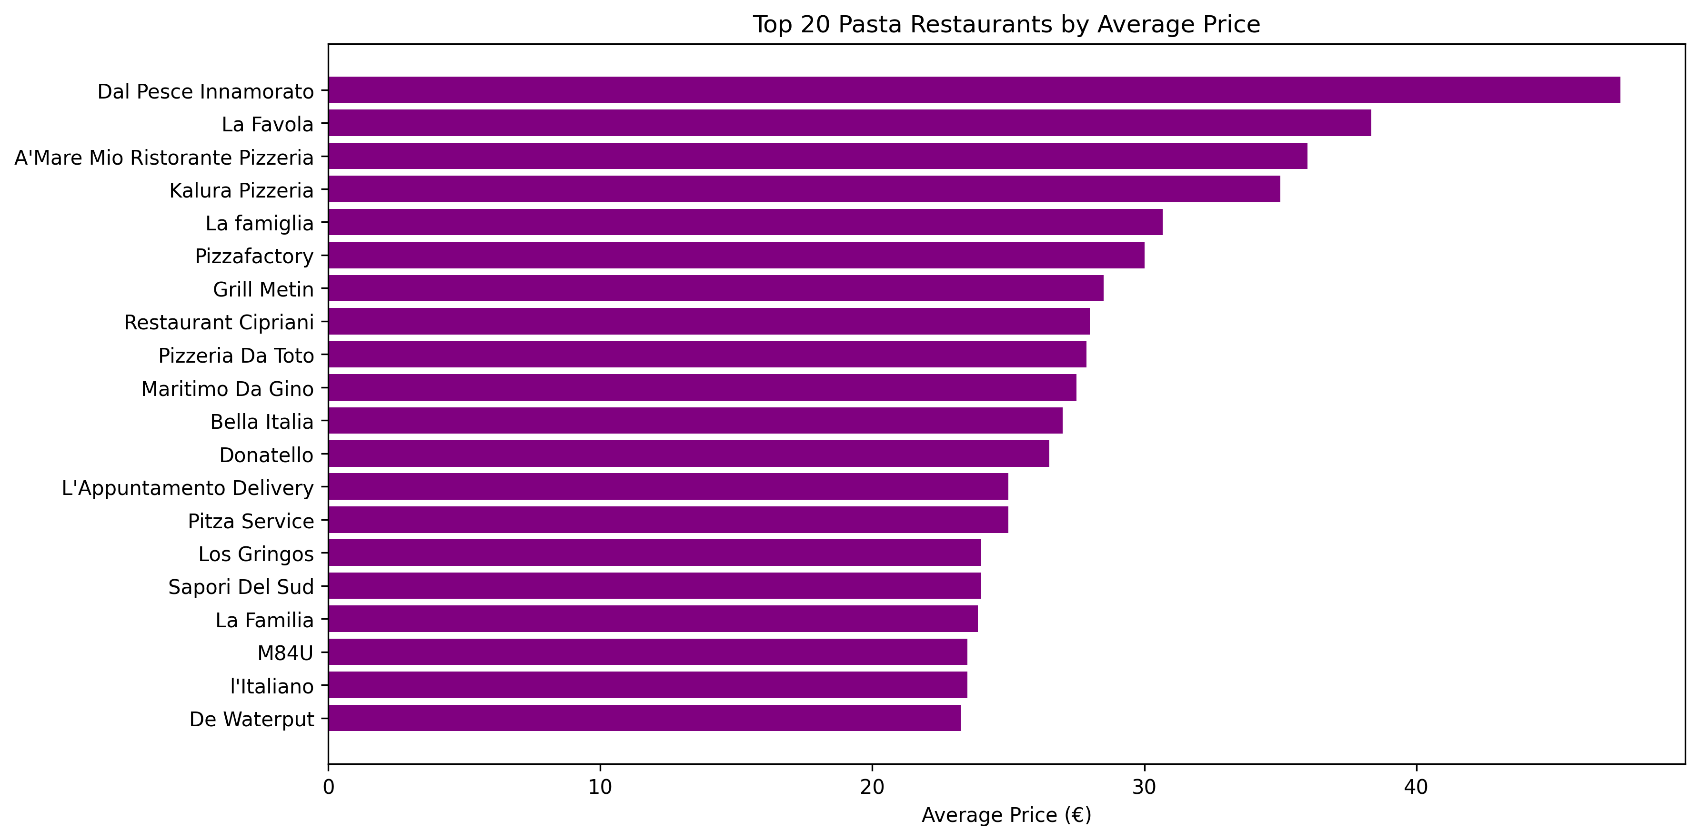 Top 20 Pasta Restaurants by Average Price
Dal Pesce Innamorato
La Favola
A'Mare Mio Ristorante Pizzeria
Kalura Pizzeria
La famiglia
Pizzafactory
Grill Metin
Restaurant Cipriani
Pizzeria Da Toto
Maritimo Da Gino
Bella Italia
Donatello
L'Appuntamento Delivery
Pitza Service
Los Gringos
Sapori Del Sud
La Familia
M84U
l'Italiano
De Waterput
0 10 20 30 40
Average Price (€)